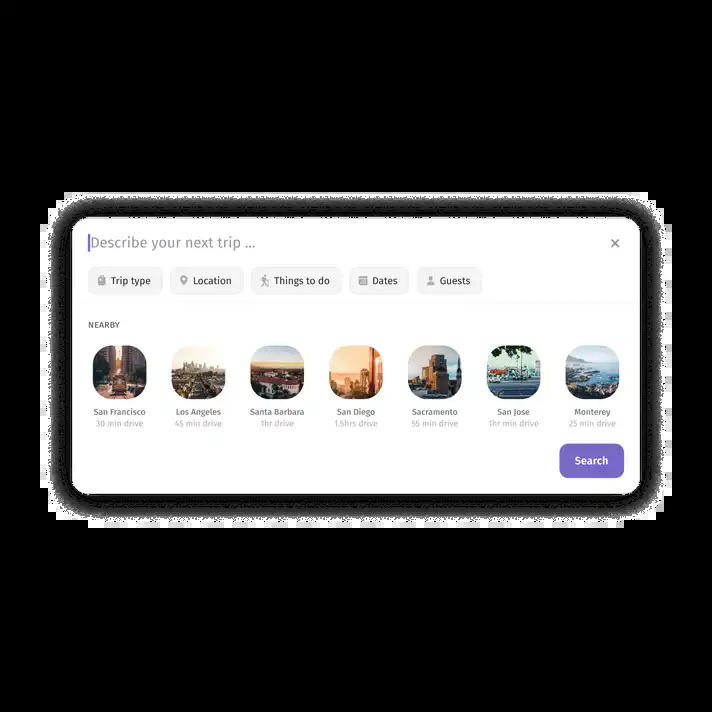 Describe your next trip ...
Trip type Location Things to do Dates Guests
NEARBY
San Francisco Los Angeles Santa Barbara San Diego Sacramento San Jose Monterey
30 min drive 45 min drive 1hr drive 1.5hrs drive 55 min drive 1hr min drive 25 min drive
Search